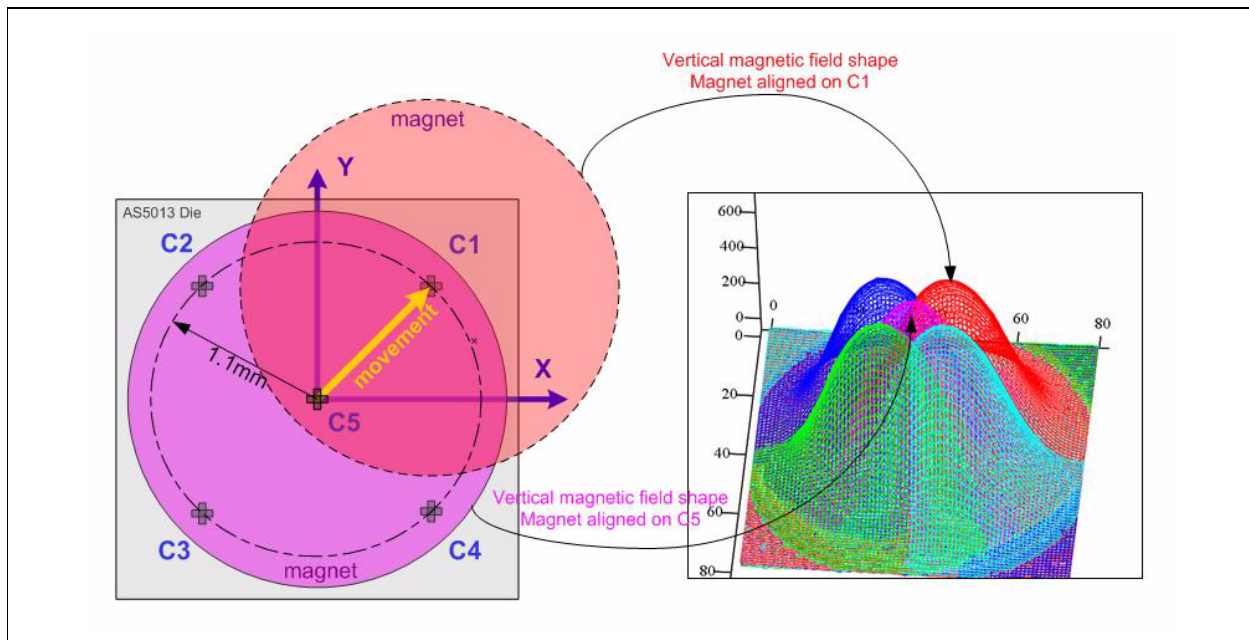 Vertical magnetic field shape
Magnet aligned on C1
magnet
Y
AS5013 Die
C2
C1
movement
1.1mm
x
X
C5
C3
C4
magnet
Vertical magnetic field shape
Magnet aligned on C5
600
400
200
0
0
20
40
60
80
0
60
80